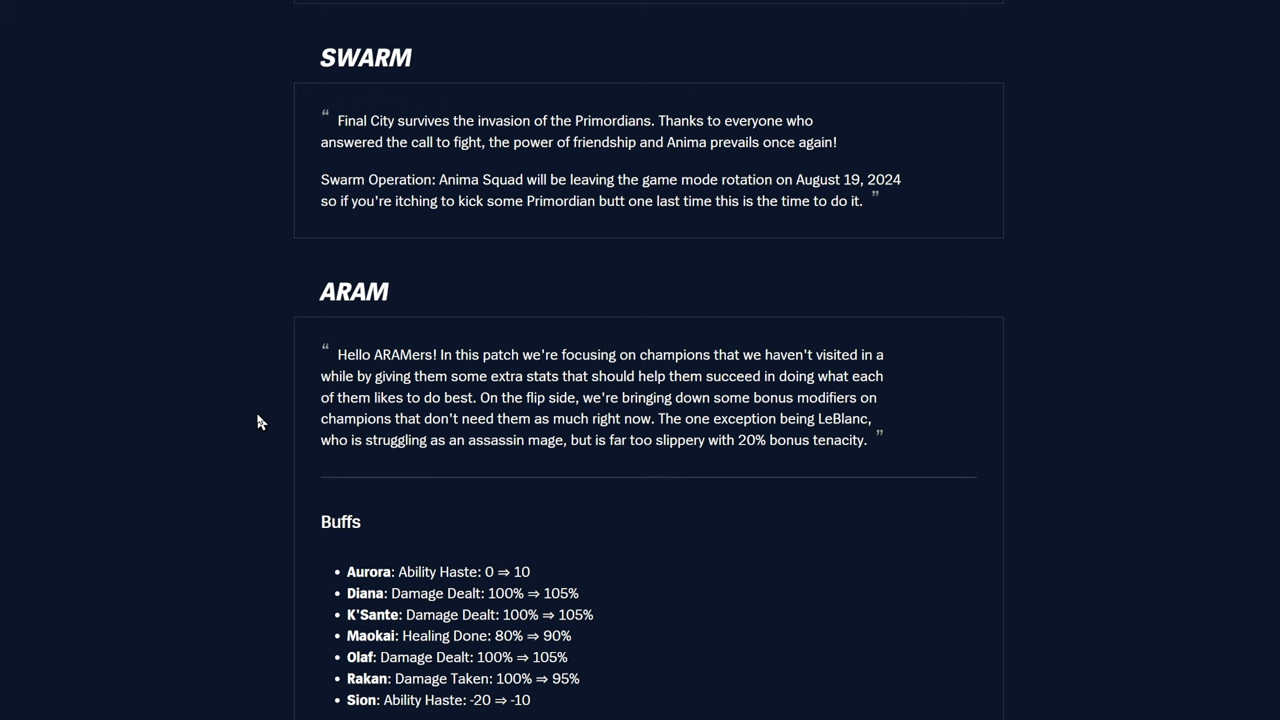 SWARM
“ Final City survives the invasion of the Primordians. Thanks to everyone who
answered the call to fight, the power of friendship and Anima prevails once again!
Swarm Operation: Anima Squad will be leaving the game mode rotation on August 19, 2024
so if you're itching to kick some Primordian butt one last time this is the time to do it. ”
ARAM
“ Hello ARAMers! In this patch we're focusing on champions that we haven't visited in a
while by giving them some extra stats that should help them succeed in doing what each
of them likes to do best. On the flip side, we're bringing down some bonus modifiers on
champions that don't need them as much right now. The one exception being LeBlanc,
who is struggling as an assassin mage, but is far too slippery with 20% bonus tenacity. ”
Buffs
• Aurora: Ability Haste: 0 ⇒ 10
• Diana: Damage Dealt: 100% ⇒ 105%
• K'Sante: Damage Dealt: 100% ⇒ 105%
• Maokai: Healing Done: 80% ⇒ 90%
• Olaf: Damage Dealt: 100% ⇒ 105%
• Rakan: Damage Taken: 100% ⇒ 95%
• Sion: Ability Haste: -20 ⇒ -10